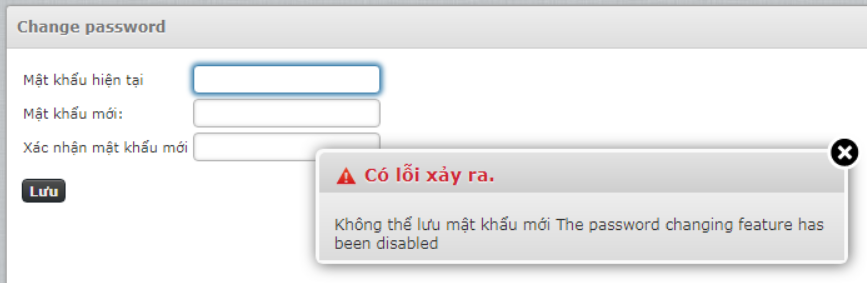 Change password
Mật khẩu hiện tại
Mật khẩu mới:
Xác nhận mật khẩu mới
Lưu
Có lỗi xảy ra.
Không thể lưu mật khẩu mới The password changing feature has
been disabled